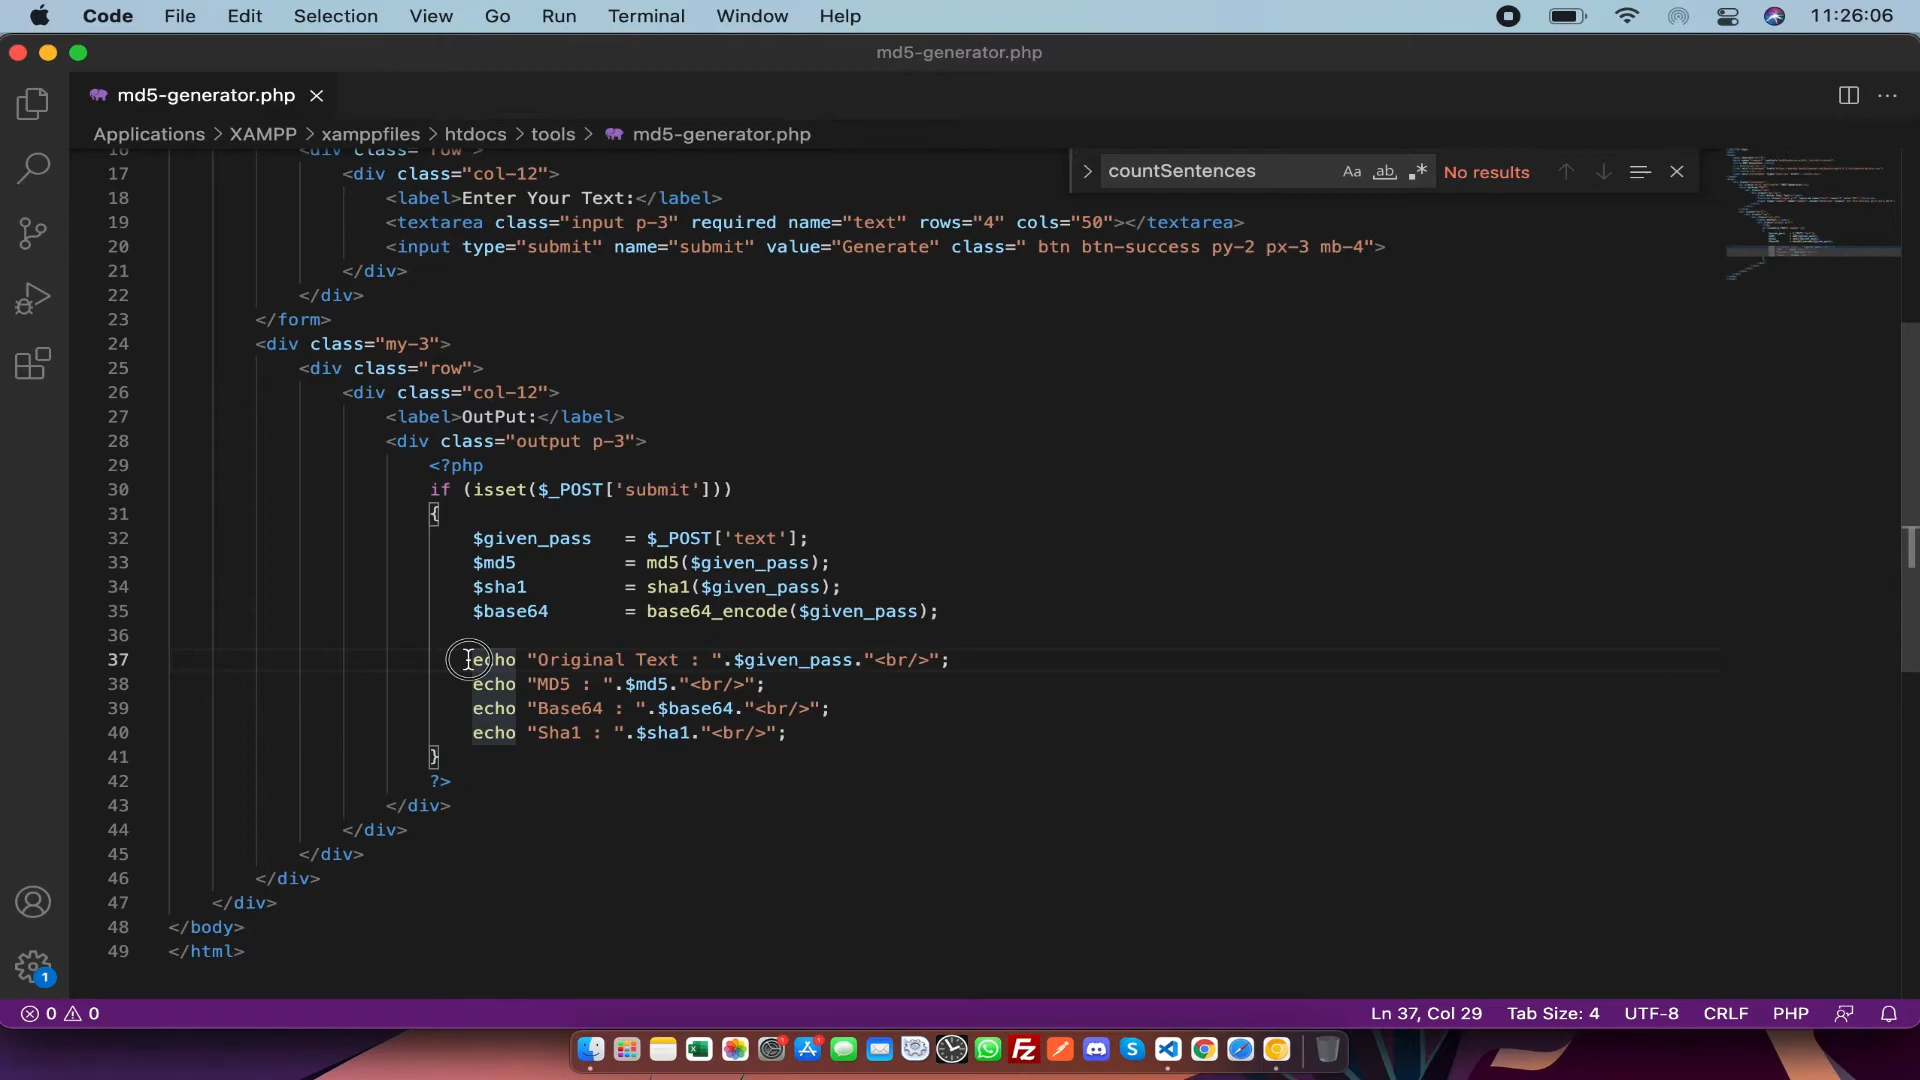 Code File Edit Selection View Go Run Terminal Window Help 11:26:06
md5-generator.php
md5-generator.php
Applications > XAMPP > xamppfiles > htdocs > tools > md5-generator.php
countSentences Aa ab .* No results
16 <div class="row">
17 <div class="col-12">
18 <label>Enter Your Text:</label>
19 <textarea class="input p-3" required name="text" rows="4" cols="50"></textarea>
20 <input type="submit" name="submit" value="Generate" class=" btn btn-success py-2 px-3 mb-4">
21 </div>
22 </div>
23 </form>
24 <div class="my-3">
25 <div class="row">
26 <div class="col-12">
27 <label>OutPut:</label>
28 <div class="output p-3">
29 <?php
30 if (isset($_POST['submit']))
31 {
32 $given_pass = $_POST['text'];
33 $md5 = md5($given_pass);
34 $sha1 = sha1($given_pass);
35 $base64 = base64_encode($given_pass);
36
37 echo "Original Text : ".$given_pass."<br/>";
38 echo "MD5 : ".$md5."<br/>";
39 echo "Base64 : ".$base64."<br/>";
40 echo "Sha1 : ".$sha1."<br/>";
41 }
42 ?>
43 </div>
44 </div>
45 </div>
46 </div>
47 </div>
48 </body>
49 </html>
1
0 0 Ln 37, Col 29 Tab Size: 4 UTF-8 CRLF PHP